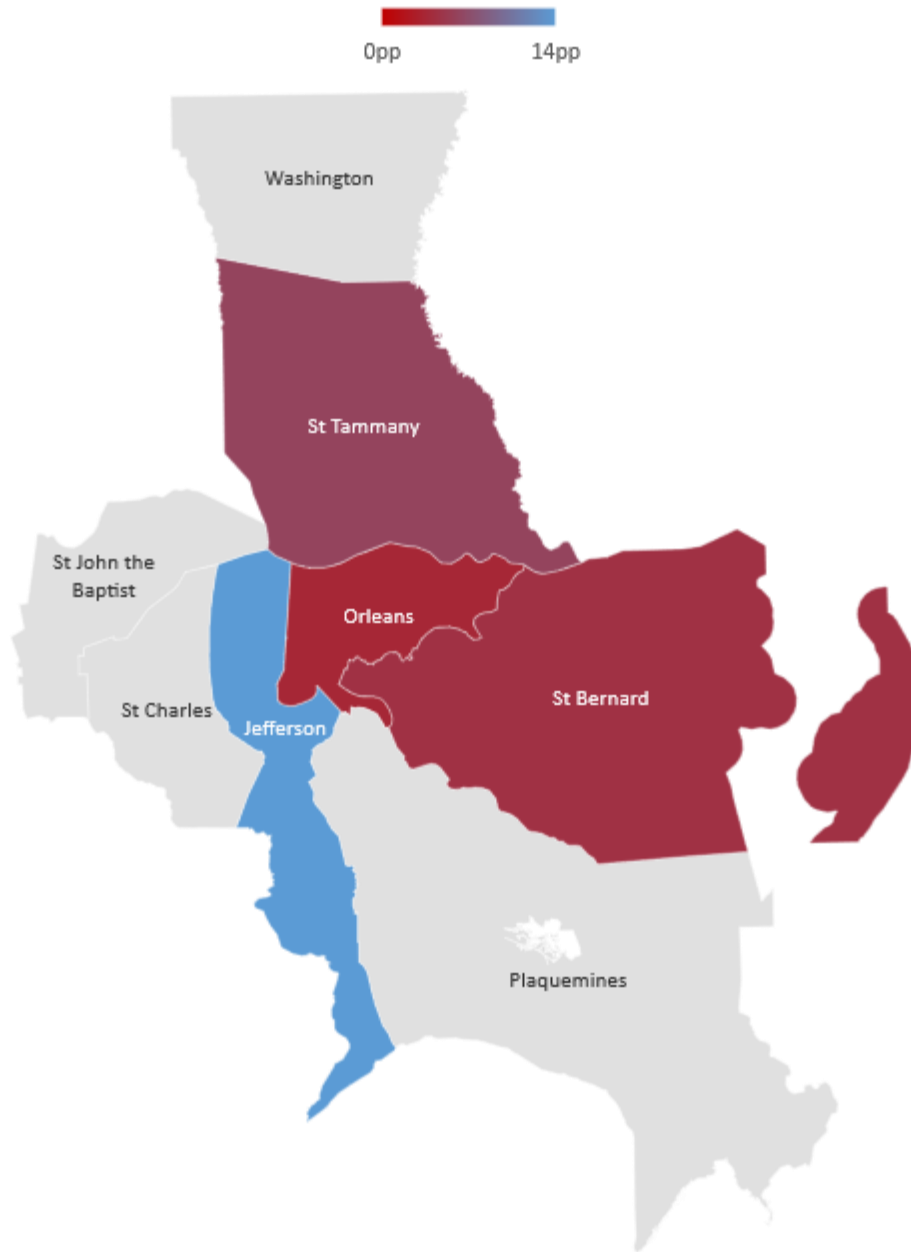 0pp 14pp
Washington
St Tammany
St John the
Baptist
Orleans
St Bernard
St Charles
Jefferson
Plaquemines